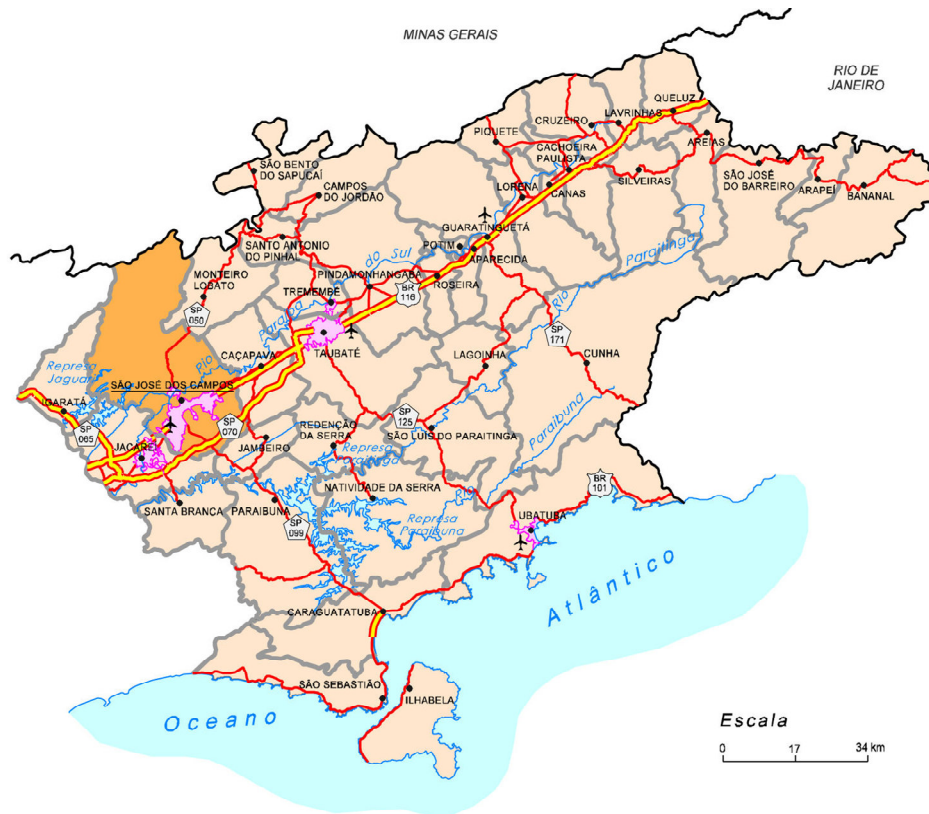 MINAS GERAIS
RIO DE
JANEIRO
QUELUZ
LAVRINHAS
CRUZEIRO
PIQUETE
AREIAS
CACHOEIRA
PAULISTA
SÃO BENTO
DO SAPUCAÍ
CAMPOS
DO JORDÃO
LORENA
CANAS
SILVEIRAS
SÃO JOSÉ
DO BARREIRO
ARAPEÍ
BANANAL
GUARATINGUETÁ
POTIM
APARECIDA
SANTO ANTONIO
DO PINHAL
Rio Paraíba do Sul
Rio Paraitinga
MONTEIRO
LOBATO
PINDAMONHANGABA
ROSEIRA
TREMEMBÉ
BR
116
SP
050
SP
171
TAUBATÉ
CAÇAPAVA
LAGOINHA
CUNHA
Represa
Jaguari
SÃO JOSÉ DOS CAMPOS
IGARATÁ
SP
065
SP
070
SP
125
JACAREÍ
JAMBEIRO
REDENÇÃO
DA SERRA
SÃO LUÍS DO PARAITINGA
Represa
Paraitinga
Rio Paraibuna
NATIVIDADE DA SERRA
SANTA BRANÇA
PARAIBUNA
SP
099
Represa
Paraibuna
BR
101
UBATUBA
CARAGUATATUBA
SÃO SEBASTIÃO
ILHABELA
Oceano
Atlântico
Escala
0 17 34 km